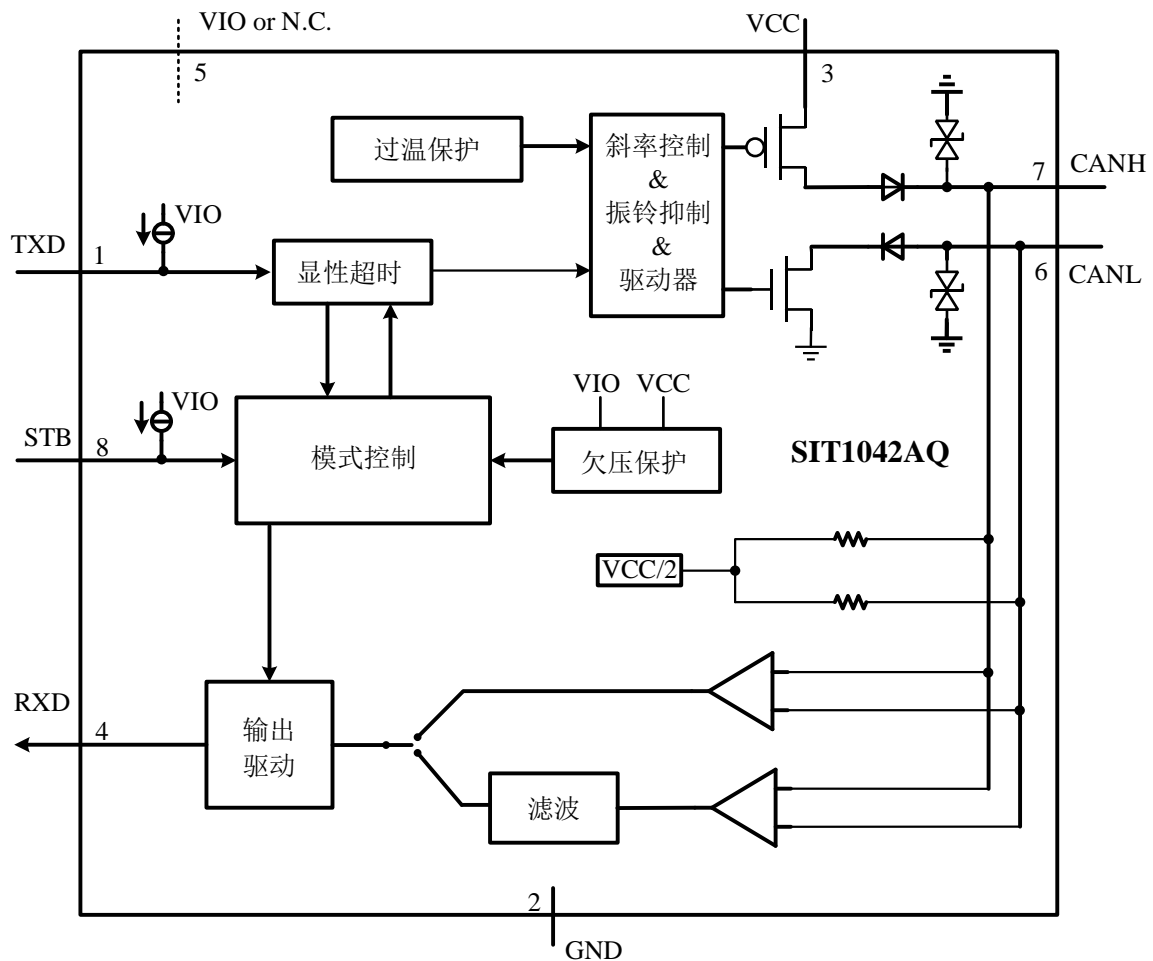 VIO or N.C.
VCC
5
3
过温保护
斜率控制
&
振铃抑制
&
驱动器
7
CANH
VIO
TXD
1
显性超时
6
CANL
VIO
VCC
VIO
STB
8
模式控制
欠压保护
SIT1042AQ
VCC/2
RXD
4
输出
驱动
滤波
2
GND